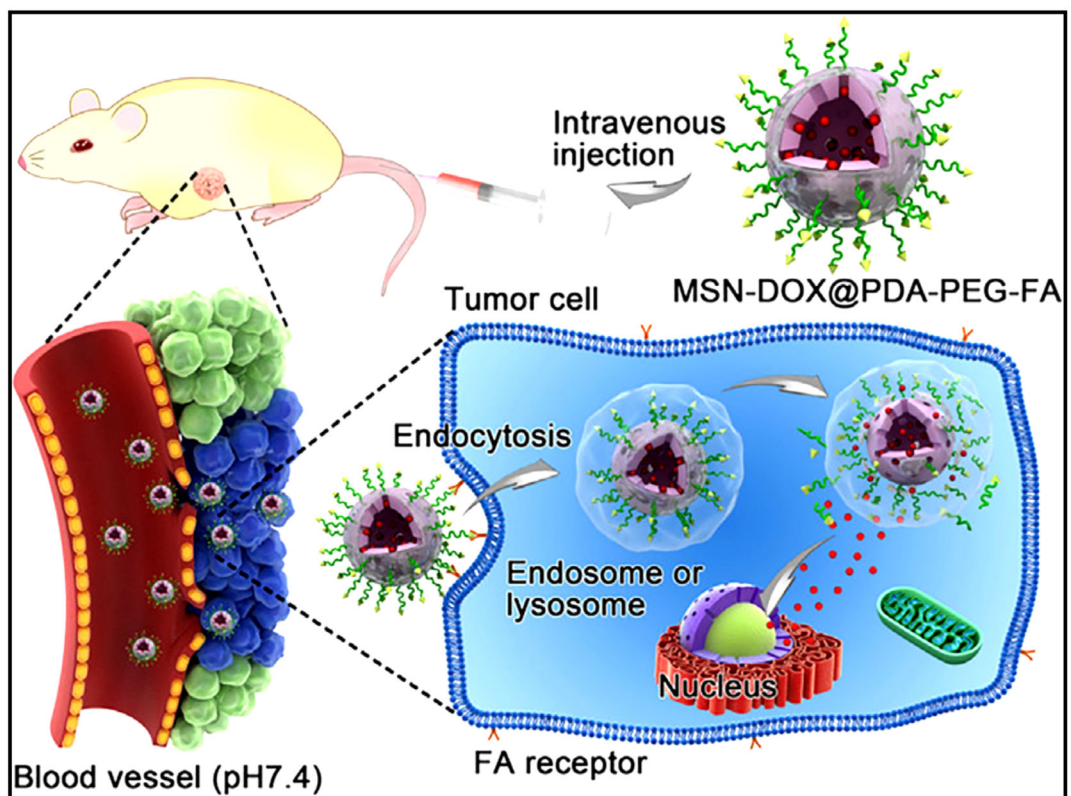 Intravenous
injection
MSN-DOX@PDA-PEG-FA
Tumor cell
Endocytosis
Endosome or
lysosome
Nucleus
FA receptor
Blood vessel (pH7.4)